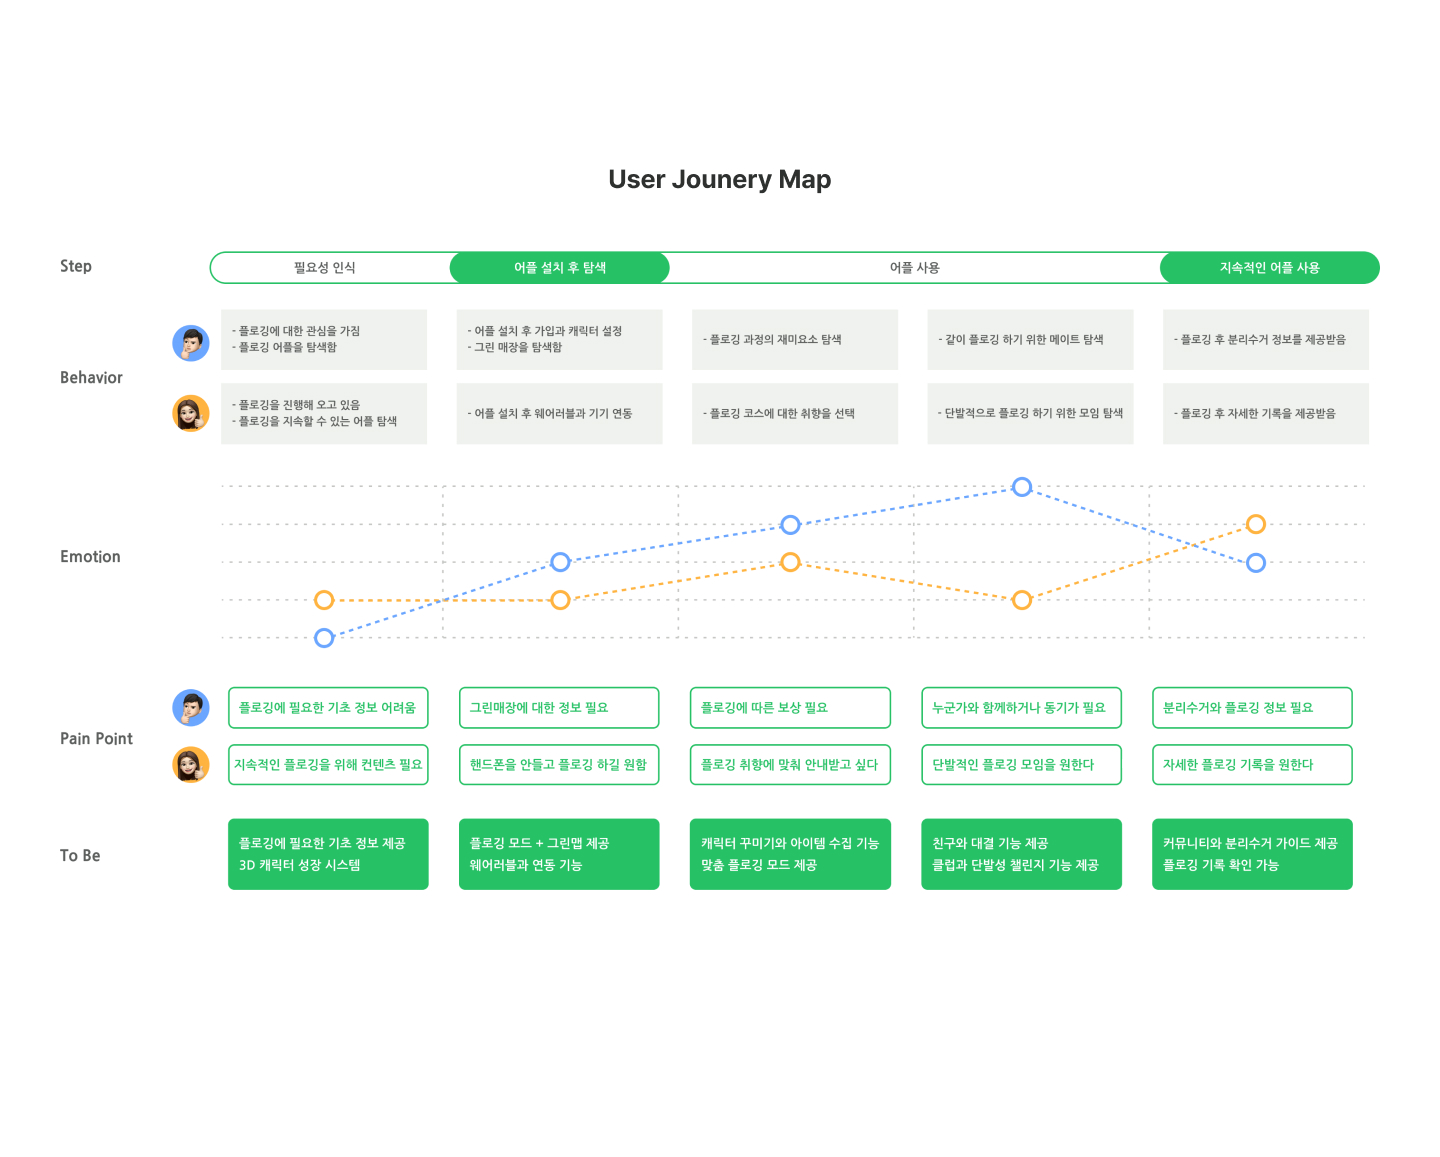 User Jounery Map
Step
필요성 인식
어플 설치 후 탐색
어플 사용
지속적인 어플 사용
Behavior
- 플로깅에 대한 관심을 가짐
- 플로깅 어플을 탐색함
- 어플 설치 후 가입과 캐릭터 설정
- 그린 매장을 탐색함
- 플로깅 과정의 재미요소 탐색
- 같이 플로깅 하기 위한 메이트 탐색
- 플로깅 후 분리수거 정보를 제공받음
- 플로깅을 진행해 오고 있음
- 플로깅을 지속할 수 있는 어플 탐색
- 어플 설치 후 웨어러블과 기기 연동
- 플로깅 코스에 대한 취향을 선택
- 단발적으로 플로깅 하기 위한 모임 탐색
- 플로깅 후 자세한 기록을 제공받음
Emotion
Pain Point
플로깅에 필요한 기초 정보 어려움
그린매장에 대한 정보 필요
플로깅에 따른 보상 필요
누군가와 함께하거나 동기가 필요
분리수거와 플로깅 정보 필요
지속적인 플로깅을 위해 컨텐츠 필요
핸드폰을 안들고 플로깅 하길 원함
플로깅 취향에 맞춰 안내받고 싶다
단발적인 플로깅 모임을 원한다
자세한 플로깅 기록을 원한다
To Be
플로깅에 필요한 기초 정보 제공
3D 캐릭터 성장 시스템
플로깅 모드 + 그린맵 제공
웨어러블과 연동 기능
캐릭터 꾸미기와 아이템 수집 기능
맞춤 플로깅 모드 제공
친구와 대결 기능 제공
클럽과 단발성 챌린지 기능 제공
커뮤니티와 분리수거 가이드 제공
플로깅 기록 확인 가능